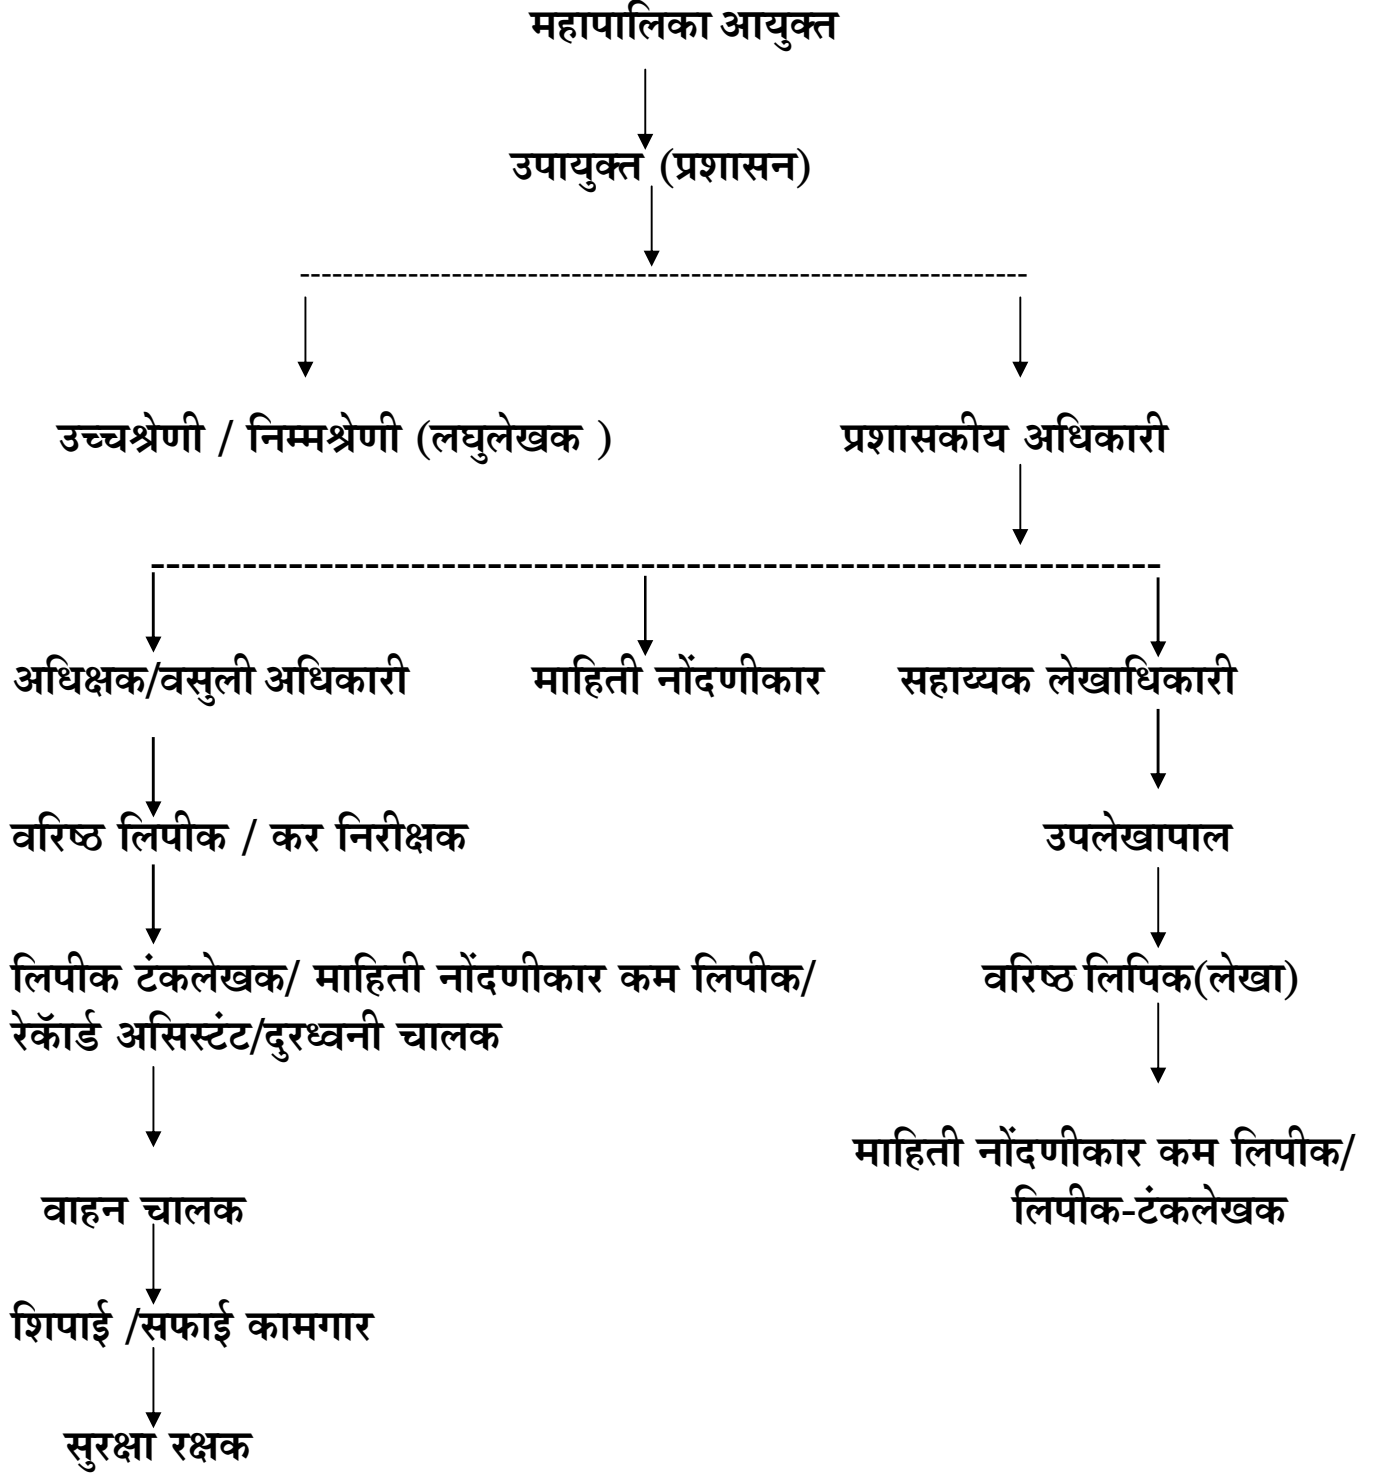 महापालिका आयुक्त
उपायुक्त (प्रशासन)
उच्चश्रेणी / निम्मश्रेणी (लघुलेखक )
प्रशासकीय अधिकारी
अधिक्षक/वसुली अधिकारी
माहिती नोंदणीकार
सहाय्यक लेखाधिकारी
वरिष्ठ लिपीक / कर निरीक्षक
उपलेखापाल
लिपीक टंकलेखक/ माहिती नोंदणीकार कम लिपीक/
रेकॅार्ड असिस्टंट/दुरध्वनी चालक
वरिष्ठ लिपिक(लेखा)
माहिती नोंदणीकार कम लिपीक/
लिपीक-टंकलेखक
वाहन चालक
शिपाई /सफाई कामगार
सुरक्षा रक्षक